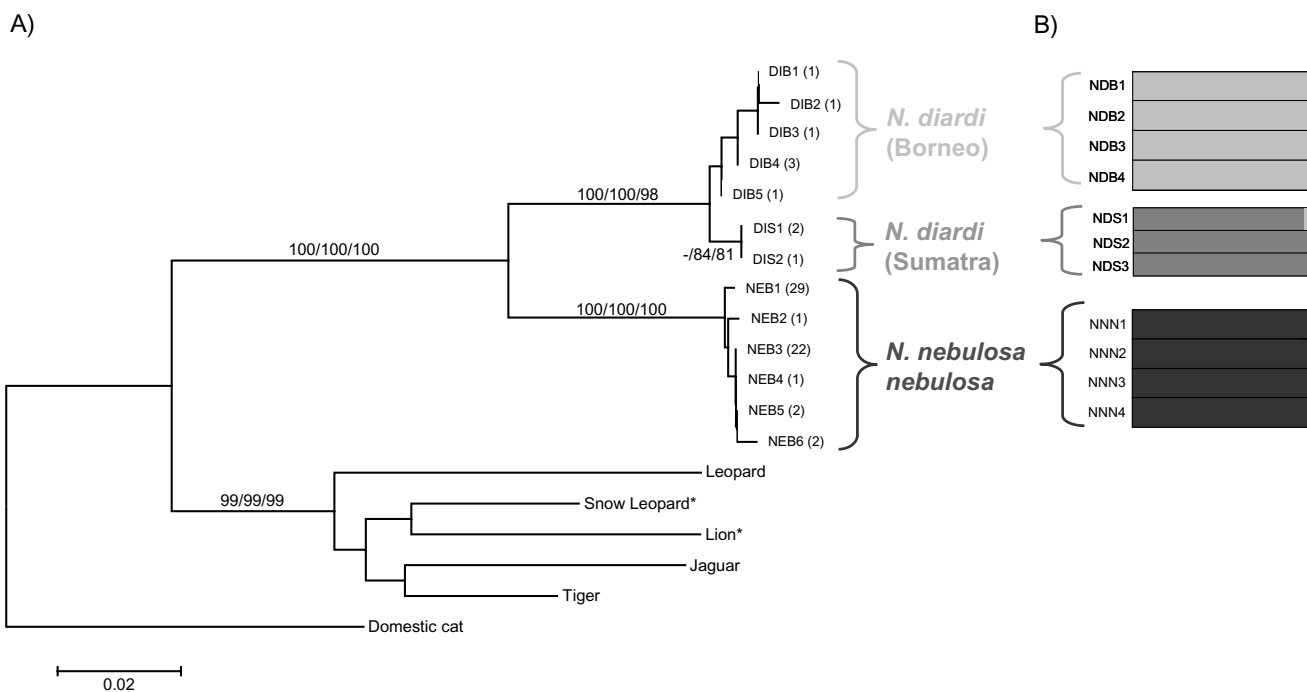 A)
B)
DIB1 (1)
DIB2 (1)
DIB3 (1)
DIB4 (3)
DIB5 (1)
100/100/98
DIS1 (2)
DIS2 (1)
-/84/81
100/100/100
NEB1 (29)
NEB2 (1)
NEB3 (22)
NEB4 (1)
NEB5 (2)
NEB6 (2)
100/100/100
Leopard
99/99/99
Snow Leopard*
Lion*
Jaguar
Tiger
Domestic cat
0.02
N. diardi
(Borneo)
N. diardi
(Sumatra)
N. nebulosa
nebulosa
NDB1
NDB2
NDB3
NDB4
NDS1
NDS2
NDS3
NNN1
NNN2
NNN3
NNN4